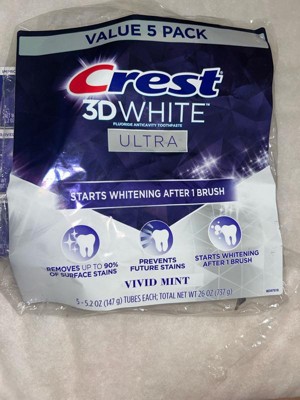 VALUE 5 PACK
Crest
3DWHITE™
FLUORIDE ANTICAVITY TOOTHPASTE
ULTRA
STARTS WHITENING AFTER 1 BRUSH
REMOVES UP TO 90%
OF SURFACE STAINS
PREVENTS
FUTURE STAINS
STARTS WHITENING
AFTER 1 BRUSH
VIVID MINT
5 - 5.2 OZ (147 g) TUBES EACH; TOTAL NET WT 26 OZ (737 g)